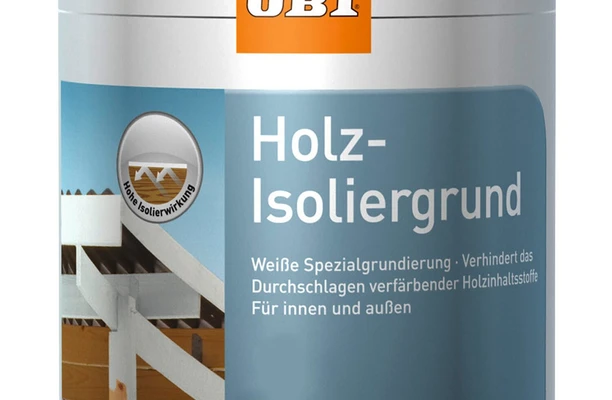 OBI
Holz-
Isoliergrund
Hohe Isolierwirkung
Weiße Spezialgrundierung · Verhindert das
Durchschlagen verfärbender Holzinhaltsstoffe
Für innen und außen